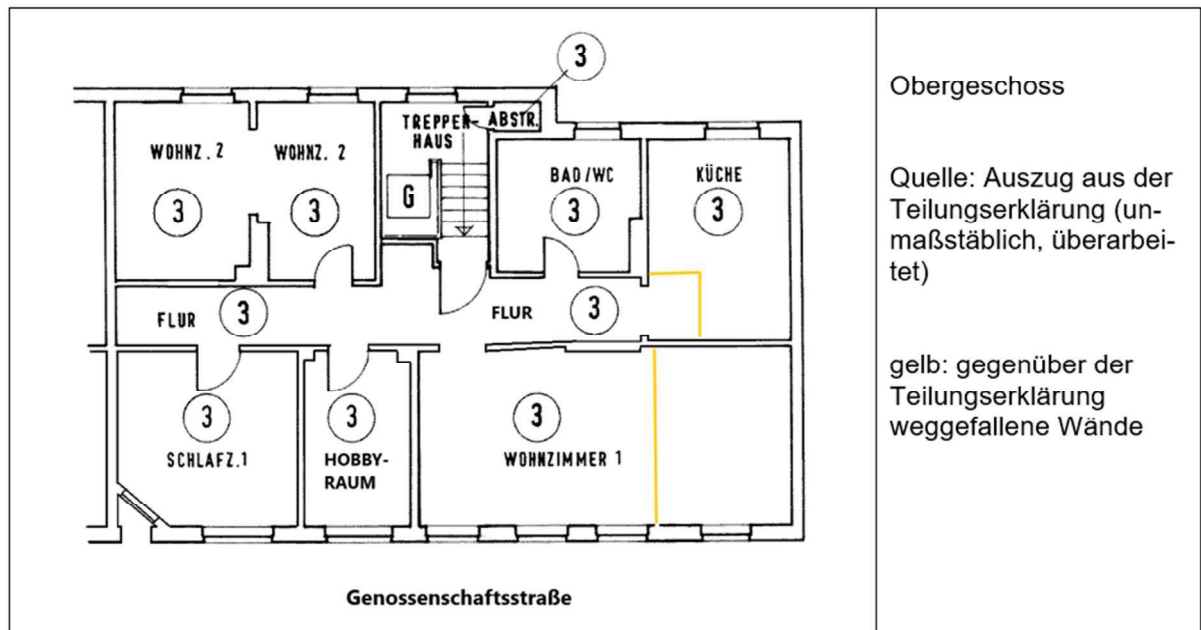 3
TREPPEN-
HAUS
ABSTR.
WOHNZ. 2
WOHNZ. 2
BAD/WC
KÜCHE
3
3
G
3
3
FLUR
3
FLUR
3
3
3
3
SCHLAFZ.1
HOBBY-
RAUM
WOHNZIMMER 1
Genossenschaftsstraße
Obergeschoss
Quelle: Auszug aus der
Teilungserklärung (un-
maßstäblich, überarbei-
tet)
gelb: gegenüber der
Teilungserklärung
weggefallene Wände